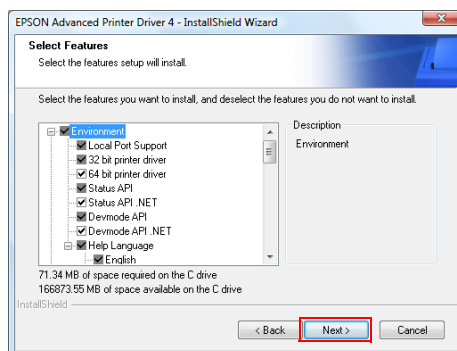 EPSON Advanced Printer Driver 4 - InstallShield Wizard
Select Features
Select the features setup will install.
Select the features you want to install, and deselect the features you do not want to install.
Environment
Local Port Support
32 bit printer driver
64 bit printer driver
Status API
Status API .NET
Devmode API
Devmode API .NET
Help Language
English
Description
Environment
71.34 MB of space required on the C drive
166873.55 MB of space available on the C drive
InstallShield
< Back
Next >
Cancel